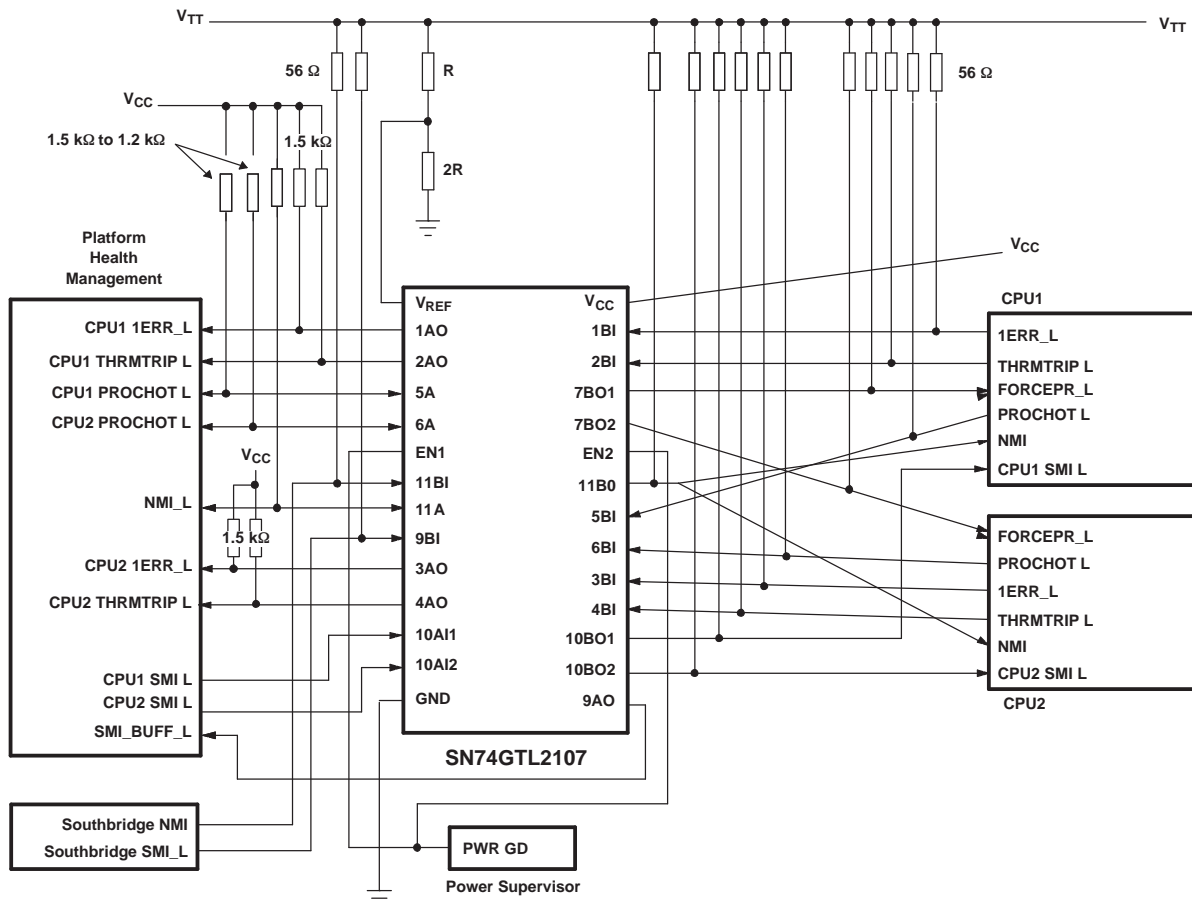 VTT
VTT
56 Ω
R
56 Ω
VCC
1.5 kΩ to 1.2 kΩ
1.5 kΩ
2R
Platform
Health
Management
VCC
CPU1
VREF
VCC
CPU1 1ERR_L
1AO
1BI
1ERR_L
CPU1 THRMTRIP L
2AO
2BI
THRMTRIP L
CPU1 PROCHOT L
5A
7BO1
FORCEPR_L
PROCHOT L
CPU2 PROCHOT L
6A
7BO2
NMI
VCC
EN1
EN2
CPU1 SMI L
11BI
11B0
NMI_L
11A
5BI
1.5 kΩ
9BI
6BI
FORCEPR_L
PROCHOT L
CPU2 1ERR_L
3AO
3BI
1ERR_L
CPU2 THRMTRIP L
4AO
4BI
THRMTRIP L
10AI1
10BO1
NMI
CPU1 SMI L
10AI2
10BO2
CPU2 SMI L
CPU2 SMI L
GND
9AO
CPU2
SMI_BUFF_L
SN74GTL2107
Southbridge NMI
Southbridge SMI_L
PWR GD
Power Supervisor